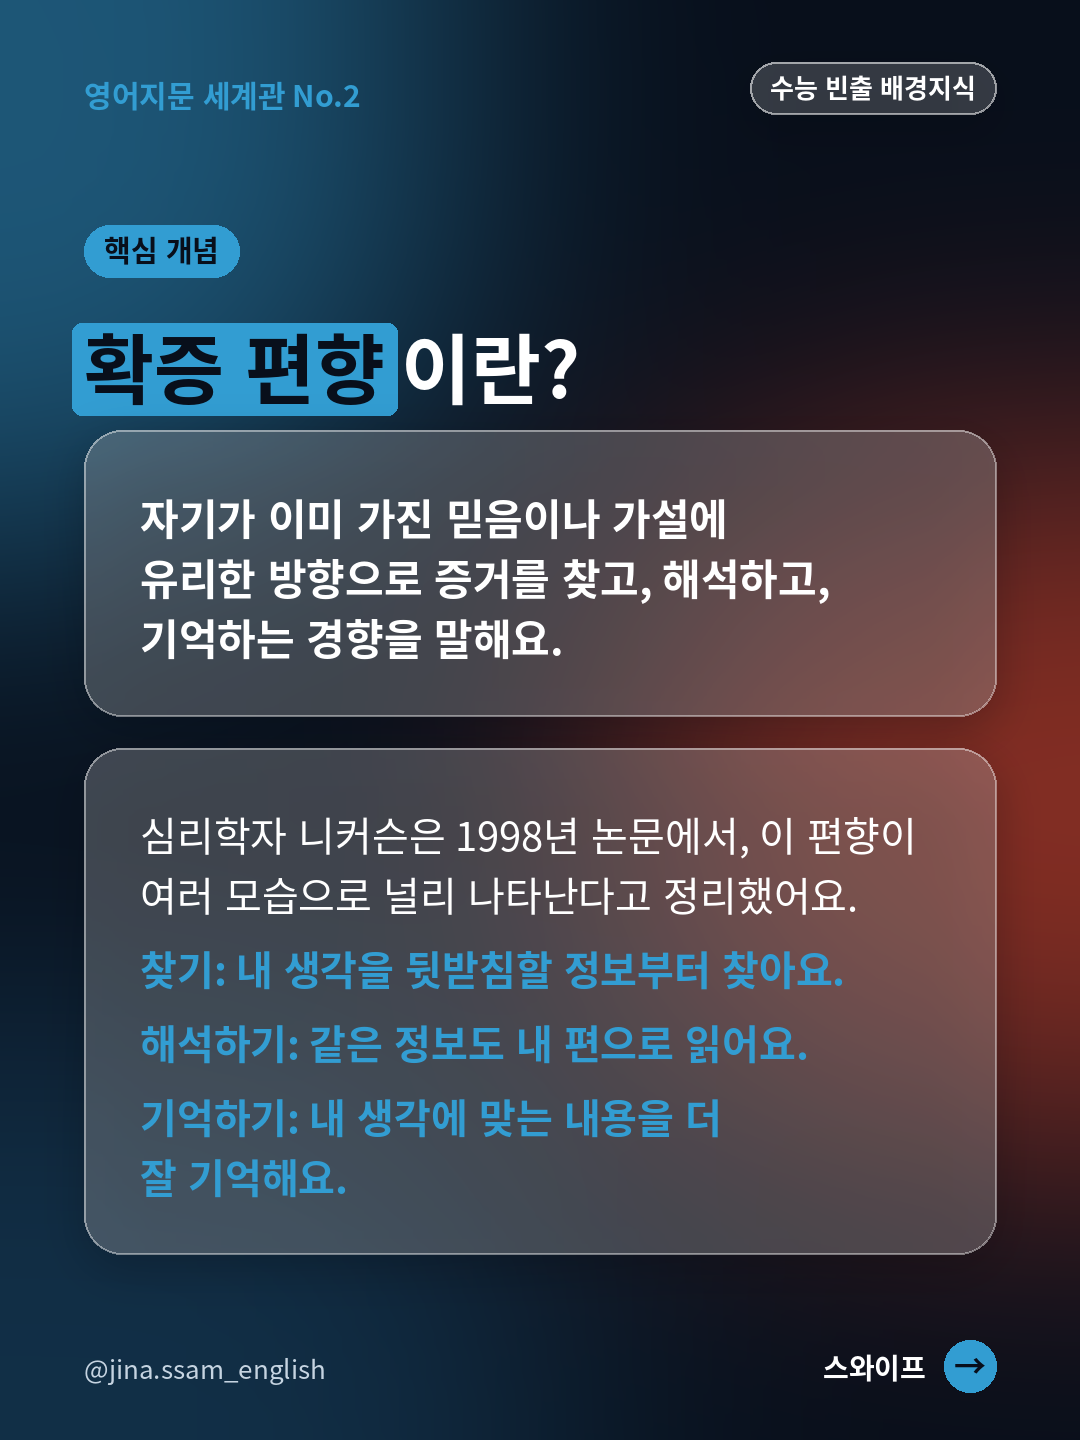 영어지문 세계관 No.2
수능 빈출 배경지식
핵심 개념
확증 편향이란?
자기가 이미 가진 믿음이나 가설에
유리한 방향으로 증거를 찾고, 해석하고,
기억하는 경향을 말해요.
심리학자 니커슨은 1998년 논문에서, 이 편향이
여러 모습으로 널리 나타난다고 정리했어요.
찾기: 내 생각을 뒷받침할 정보부터 찾아요.
해석하기: 같은 정보도 내 편으로 읽어요.
기억하기: 내 생각에 맞는 내용을 더
잘 기억해요.
@jina.ssam_english
스와이프 →